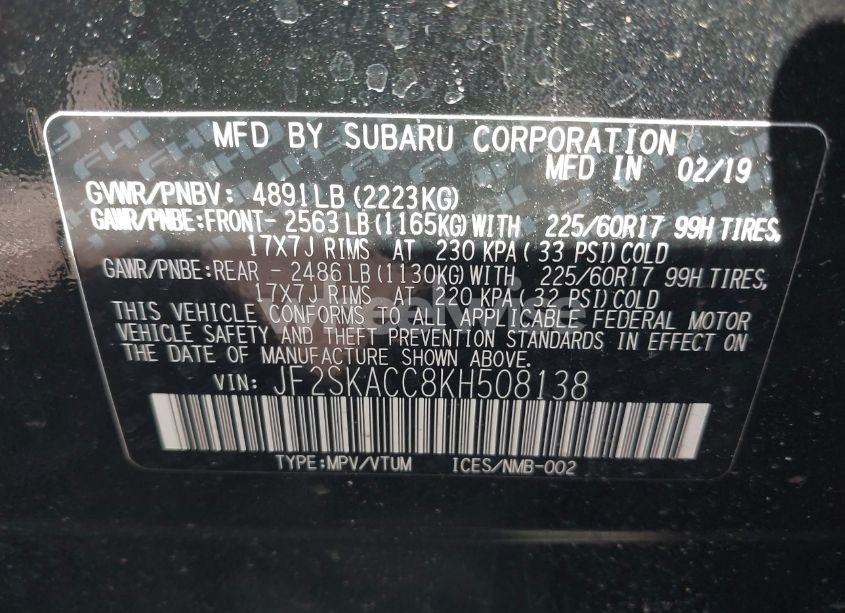 MFD BY SUBARU CORPORATION
MFD IN 02/19
GVWR/PNBV: 4891LB (2223KG)
GAWR/PNBE:FRONT- 2563 LB (1165KG) WITH 225/60R17 99H TIRES,
17X7J RIMS AT 230 KPA ( 33 PSI) COLD
GAWR/PNBE:REAR - 2486 LB (1130KG) WITH 225/60R17 99H TIRES,
17X7J RIMS AT 220 KPA ( 32 PSI) COLD
THIS VEHICLE CONFORMS TO ALL APPLICABLE FEDERAL MOTOR
VEHICLE SAFETY AND THEFT PREVENTION STANDARDS IN EFFECT ON
THE DATE OF MANUFACTURE SHOWN ABOVE.
VIN: JF2SKACC8KH508138
TYPE:MPV/VTUM ICES/NMB-002